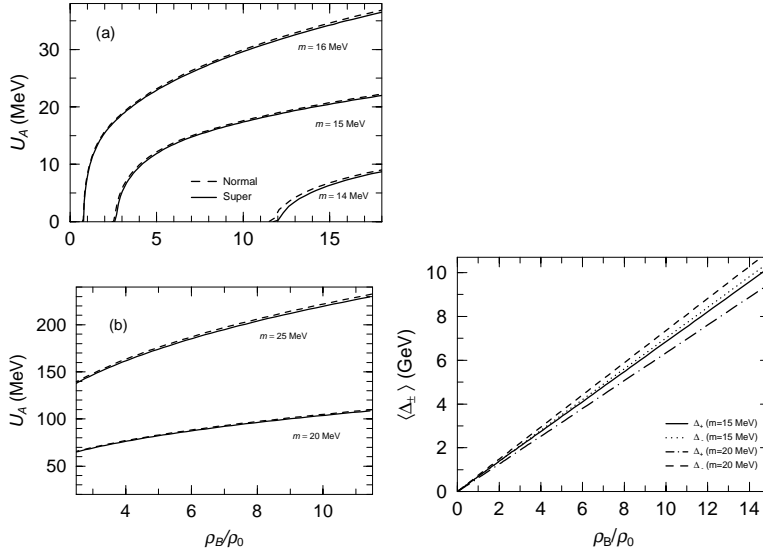 (a)
m = 16 MeV
m = 15 MeV
m = 14 MeV
Normal
Super
U_A (MeV)
0 10 20 30
0 5 10 15
(b)
m = 25 MeV
m = 20 MeV
U_A (MeV)
50 100 150 200
4 6 8 10
ρ_B/ρ_0
⟨Δ_±⟩ (GeV)
0 2 4 6 8 10
Δ_+ (m=15 MeV)
Δ_- (m=15 MeV)
Δ_+ (m=20 MeV)
Δ_- (m=20 MeV)
0 2 4 6 8 10 12 14
ρ_B/ρ_0